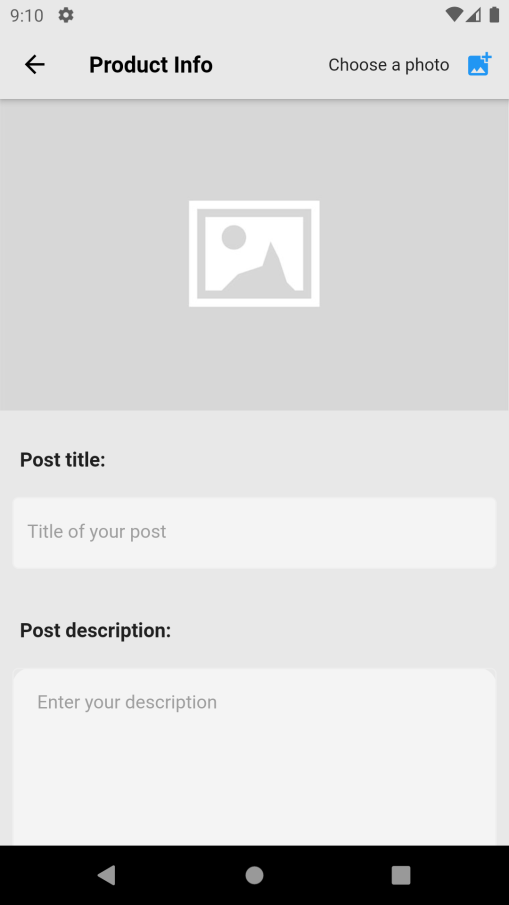 9:10
Product Info
Choose a photo
Post title:
Title of your post
Post description:
Enter your description